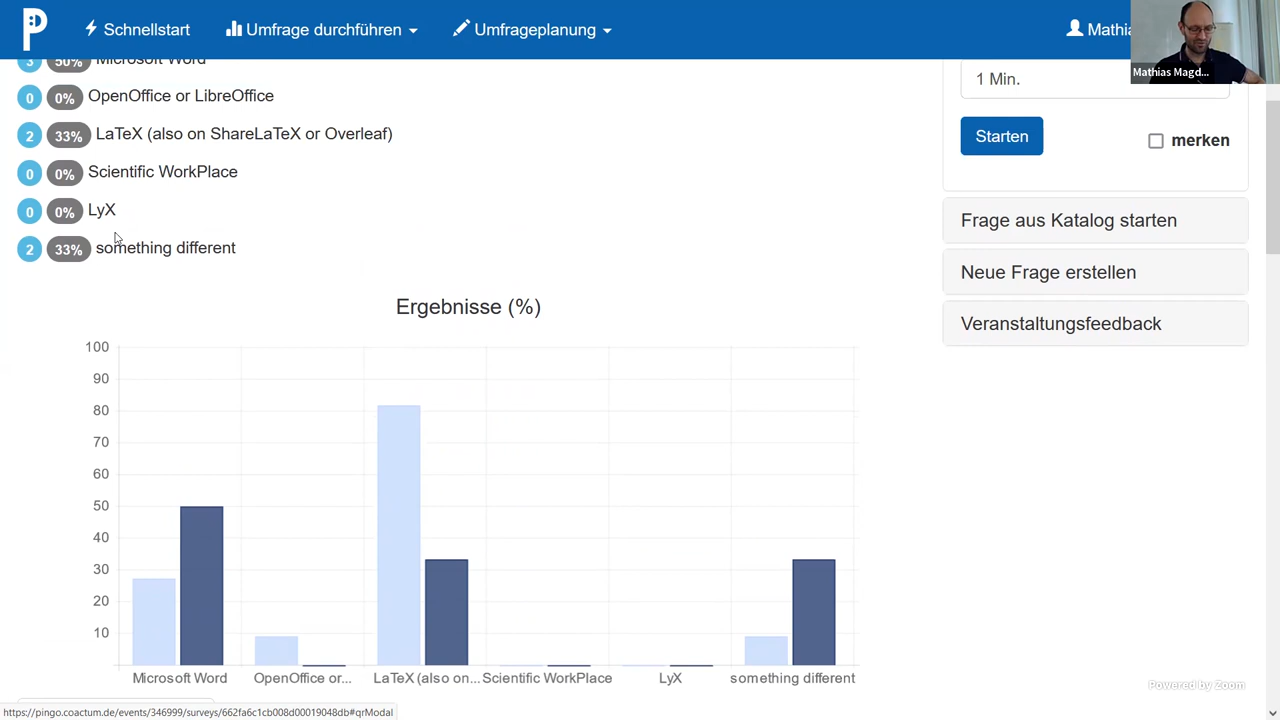 Schnellstart
Umfrage durchführen
Umfrageplanung
Mathia
Mathias Magd...
3 50% Microsoft Word
0 0% OpenOffice or LibreOffice
2 33% LaTeX (also on ShareLaTeX or Overleaf)
0 0% Scientific WorkPlace
0 0% LyX
2 33% something different
1 Min.
Starten
merken
Frage aus Katalog starten
Neue Frage erstellen
Veranstaltungsfeedback
Ergebnisse (%)
100
90
80
70
60
50
40
30
20
10
Microsoft Word
OpenOffice or...
LaTeX (also on...
Scientific WorkPlace
LyX
something different
Powered by Zoom
https://pingo.coactum.de/events/346999/surveys/662fa6c1cb008d00019048db#qrModal